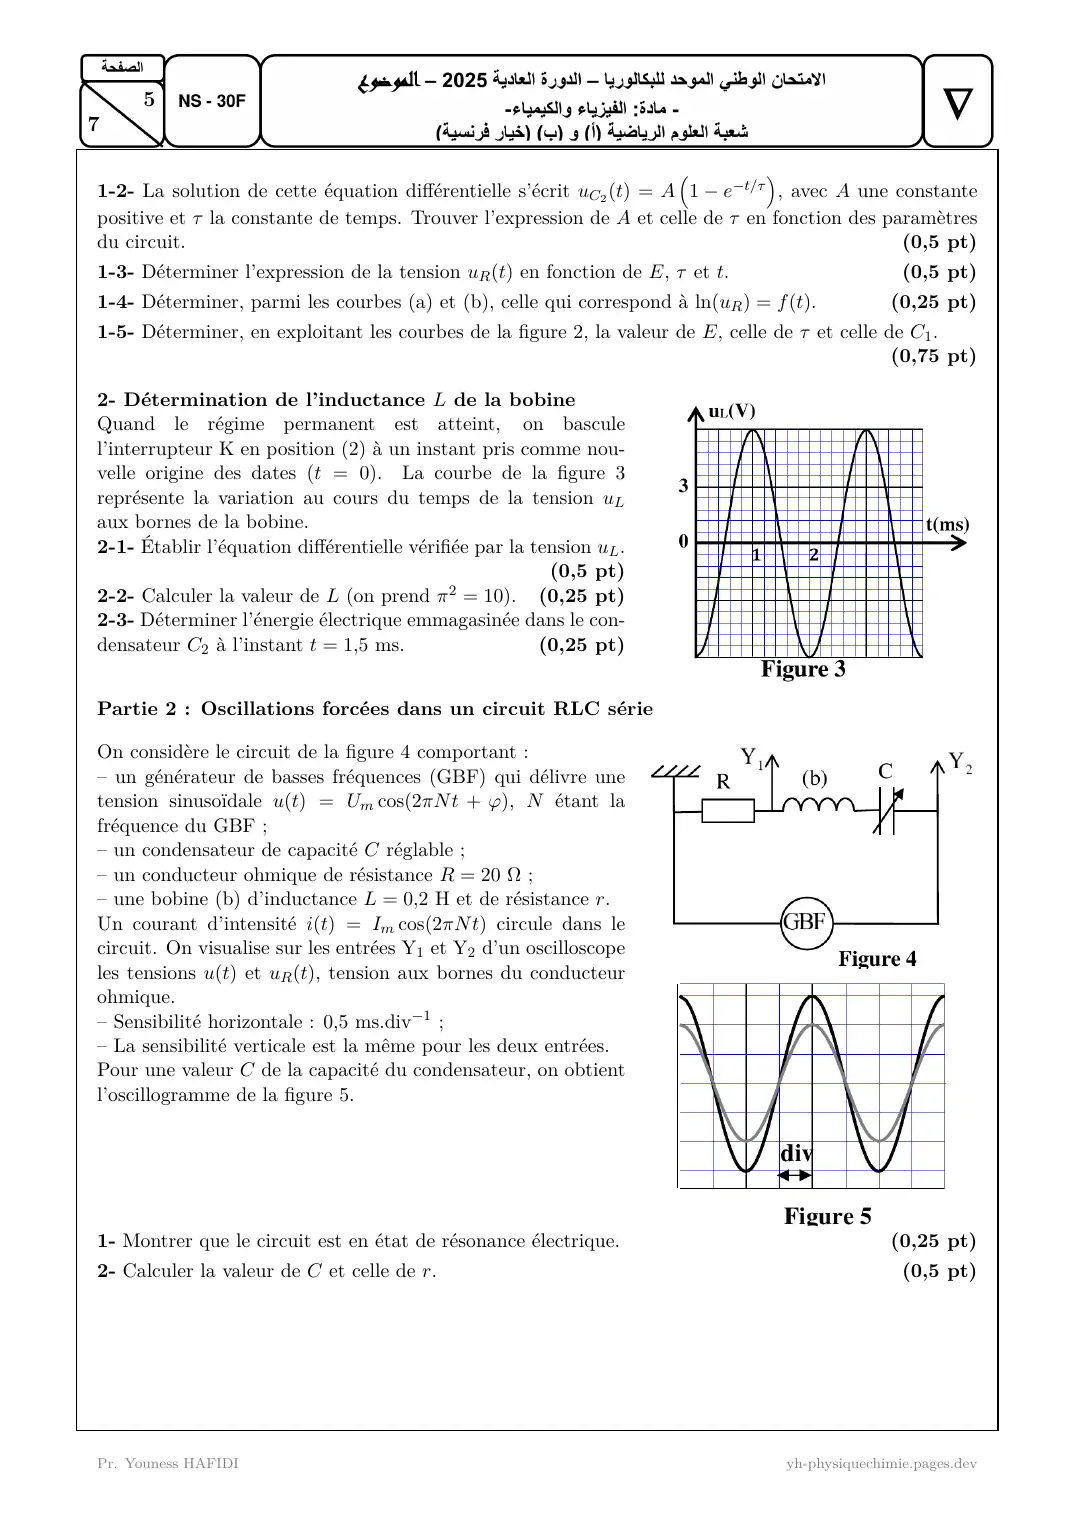 الصفحة
5
7
NS - 30F
الامتحان الوطني الموحد للبكالوريا – الدورة العادية 2025 – الموضوع
- مادة: الفيزياء والكيمياء-
شعبة العلوم الرياضية (أ) و (ب) (خيار فرنسية)
∇
1-2- La solution de cette équation différentielle s'écrit u_{C_2}(t) = A(1 − e^{−t/τ}), avec A une constante
positive et τ la constante de temps. Trouver l'expression de A et celle de τ en fonction des paramètres
du circuit. (0,5 pt)
1-3- Déterminer l'expression de la tension u_R(t) en fonction de E, τ et t. (0,5 pt)
1-4- Déterminer, parmi les courbes (a) et (b), celle qui correspond à ln(u_R) = f(t). (0,25 pt)
1-5- Déterminer, en exploitant les courbes de la figure 2, la valeur de E, celle de τ et celle de C_1.
(0,75 pt)
2- Détermination de l'inductance L de la bobine
Quand le régime permanent est atteint, on bascule
l'interrupteur K en position (2) à un instant pris comme nou-
velle origine des dates (t = 0). La courbe de la figure 3
représente la variation au cours du temps de la tension u_L
aux bornes de la bobine.
2-1- Établir l'équation différentielle vérifiée par la tension u_L.
(0,5 pt)
2-2- Calculer la valeur de L (on prend π² = 10). (0,25 pt)
2-3- Déterminer l'énergie électrique emmagasinée dans le con-
densateur C_2 à l'instant t = 1,5 ms. (0,25 pt)
u_L(V)
3
t(ms)
0
1
2
Figure 3
Partie 2 : Oscillations forcées dans un circuit RLC série
On considère le circuit de la figure 4 comportant :
– un générateur de basses fréquences (GBF) qui délivre une
tension sinusoïdale u(t) = U_m cos(2πNt + φ), N étant la
fréquence du GBF ;
– un condensateur de capacité C réglable ;
– un conducteur ohmique de résistance R = 20 Ω ;
– une bobine (b) d'inductance L = 0,2 H et de résistance r.
Un courant d'intensité i(t) = I_m cos(2πNt) circule dans le
circuit. On visualise sur les entrées Y_1 et Y_2 d'un oscilloscope
les tensions u(t) et u_R(t), tension aux bornes du conducteur
ohmique.
– Sensibilité horizontale : 0,5 ms.div⁻¹ ;
– La sensibilité verticale est la même pour les deux entrées.
Pour une valeur C de la capacité du condensateur, on obtient
l'oscillogramme de la figure 5.
Y_1
Y_2
R
(b)
C
GBF
Figure 4
div
Figure 5
1- Montrer que le circuit est en état de résonance électrique. (0,25 pt)
2- Calculer la valeur de C et celle de r. (0,5 pt)
Pr. Youness HAFIDI
yh-physiquechimie.pages.dev